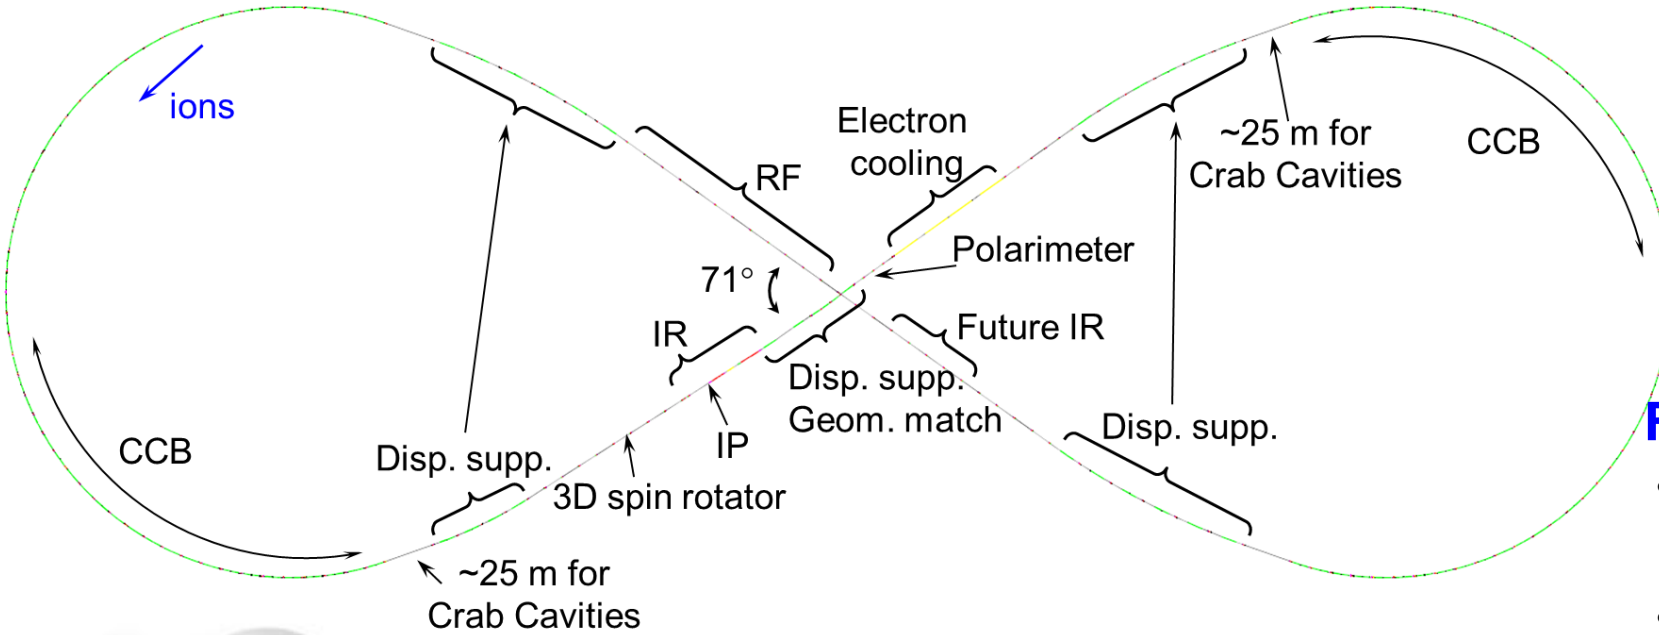 ions
Electron
cooling
~25 m for
Crab Cavities
CCB
RF
Polarimeter
71°
IR
Future IR
Disp. supp.
Geom. match
Disp. supp.
IP
CCB
Disp. supp.
3D spin rotator
~25 m for
Crab Cavities